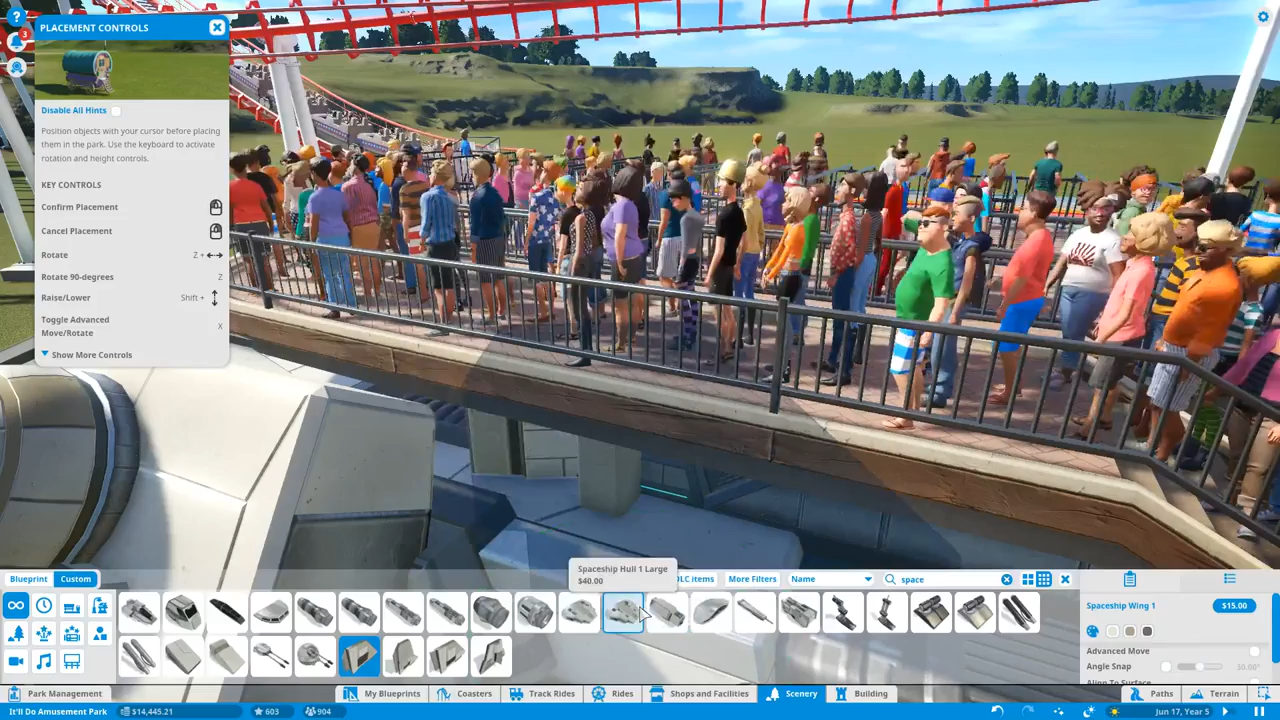 ?
3
PLACEMENT CONTROLS
Disable All Hints
Position objects with your cursor before placing
them in the park. Use the keyboard to activate
rotation and height controls.
KEY CONTROLS
Confirm Placement
Cancel Placement
Rotate Z +
Rotate 90-degrees Z
Raise/Lower Shift +
Toggle Advanced
Move/Rotate X
Show More Controls
Spaceship Hull 1 Large
$40.00
Blueprint Custom
DLC items More Filters Name space
Spaceship Wing 1 $15.00
Advanced Move
Angle Snap 30.00°
Park Management My Blueprints Coasters Track Rides Rides Shops and Facilities Scenery Building Paths Terrain
It'll Do Amusement Park $14,445.21 603 904 Jun 17, Year 5